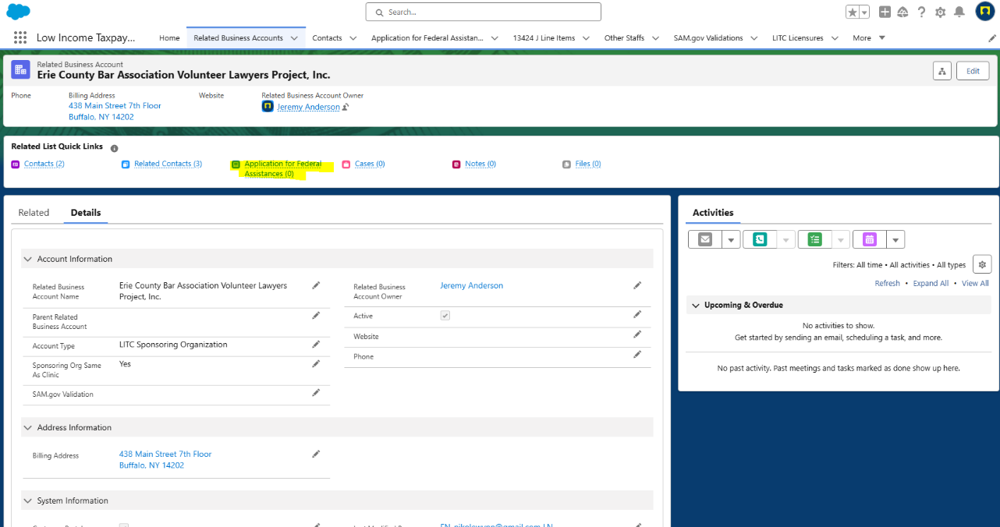 Search...
Low Income Taxpay...
Home
Related Business Accounts
Contacts
Application for Federal Assistan...
13424 J Line Items
Other Staffs
SAM.gov Validations
LITC Licensures
More
Related Business Account
Erie County Bar Association Volunteer Lawyers Project, Inc.
Edit
Phone
Billing Address
438 Main Street 7th Floor
Buffalo, NY 14202
Website
Related Business Account Owner
Jeremy Anderson
Related List Quick Links
Contacts (2)
Related Contacts (3)
Application for Federal
Assistances (0)
Cases (0)
Notes (0)
Files (0)
Related
Details
Account Information
Related Business
Account Name
Erie County Bar Association Volunteer Lawyers
Project, Inc.
Parent Related
Business Account
Account Type
LITC Sponsoring Organization
Sponsoring Org Same
As Clinic
Yes
SAM.gov Validation
Related Business
Account Owner
Jeremy Anderson
Active
Website
Phone
Address Information
Billing Address
438 Main Street 7th Floor
Buffalo, NY 14202
System Information
Activities
Filters: All time • All activities • All types
Refresh • Expand All • View All
Upcoming & Overdue
No activities to show.
Get started by sending an email, scheduling a task, and more.
No past activity. Past meetings and tasks marked as done show up here.